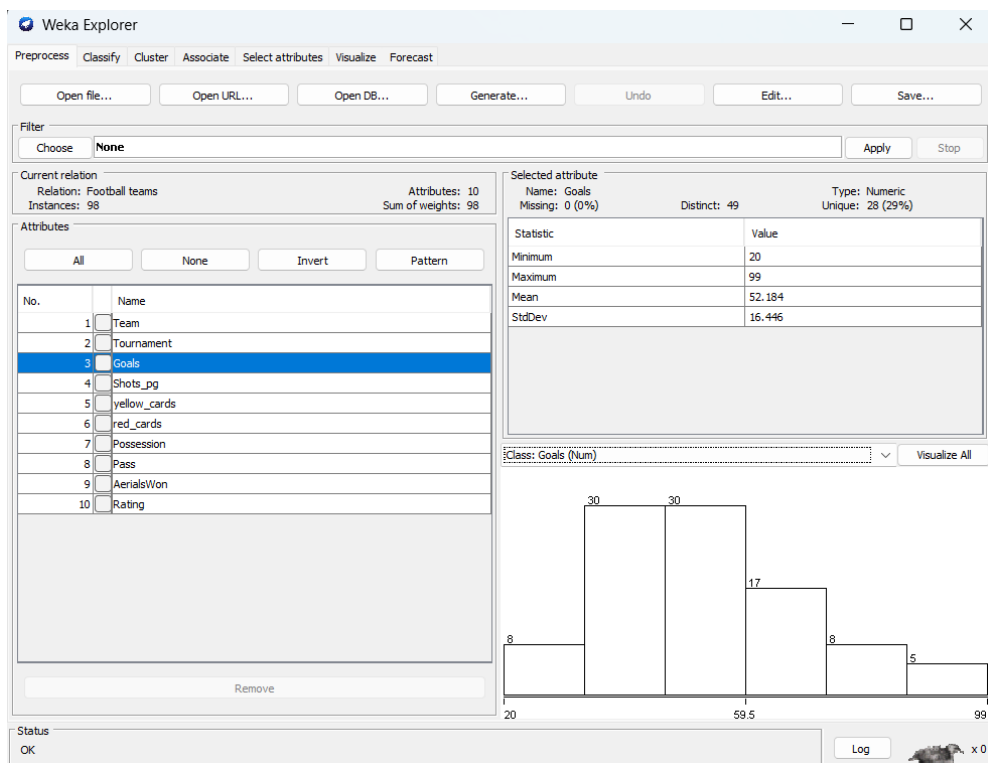 Weka Explorer
Preprocess Classify Cluster Associate Select attributes Visualize Forecast
Open file... Open URL... Open DB... Generate... Undo Edit... Save...
Filter
Choose None Apply Stop
Current relation
Relation: Football teams Attributes: 10
Instances: 98 Sum of weights: 98
Attributes
All None Invert Pattern
No. Name
1 Team
2 Tournament
3 Goals
4 Shots_pg
5 yellow_cards
6 red_cards
7 Possession
8 Pass
9 AerialsWon
10 Rating
Remove
Selected attribute
Name: Goals Type: Numeric
Missing: 0 (0%) Distinct: 49 Unique: 28 (29%)
Statistic Value
Minimum 20
Maximum 99
Mean 52.184
StdDev 16.446
Class: Goals (Num) Visualize All
8 30 30 17 8 5
20 59.5 99
Status
OK Log x 0